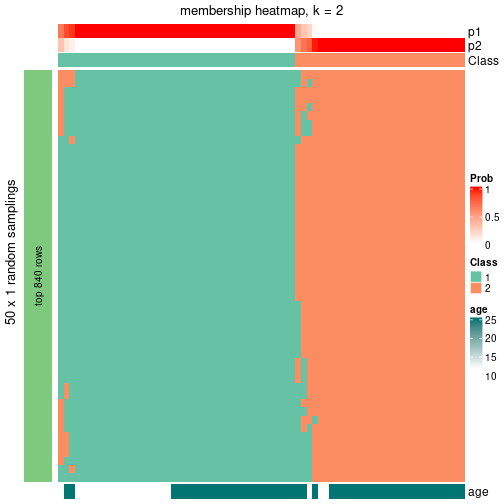 membership heatmap, k = 2
p1
p2
Class
50 x 1 random samplings
top 840 rows
Prob
1
0.5
0
Class
1
2
age
25
20
15
10
age